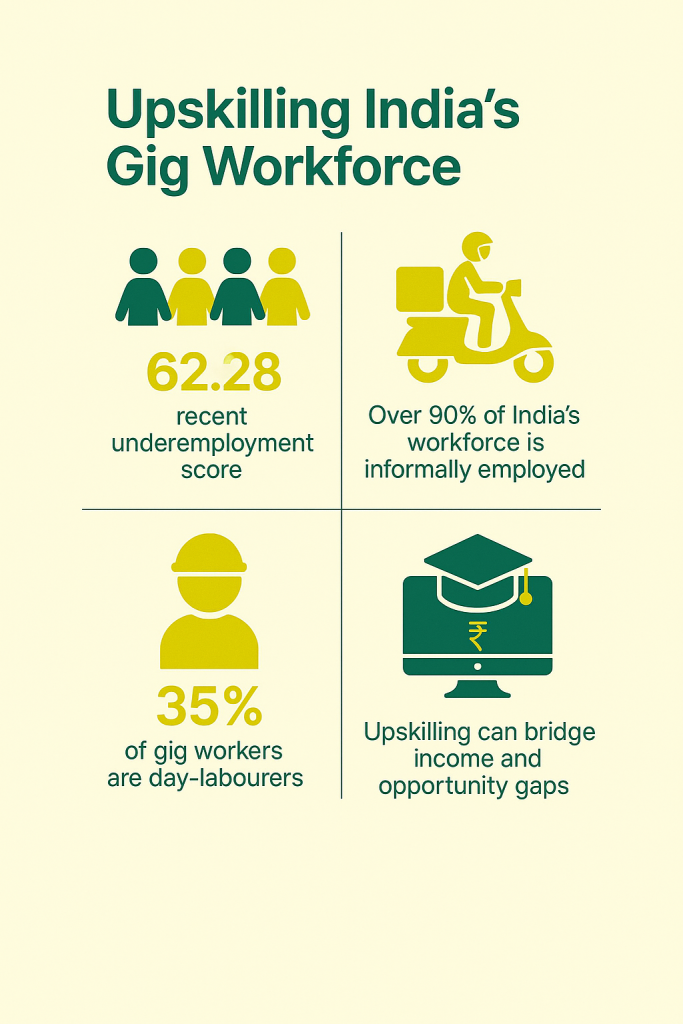 Upskilling India's
Gig Workforce
62.28
recent
underemployment
score
Over 90% of India's
workforce is
informally employed
35%
of gig workers
are day-labourers
₹
Upskilling can bridge
income and
opportunity gaps